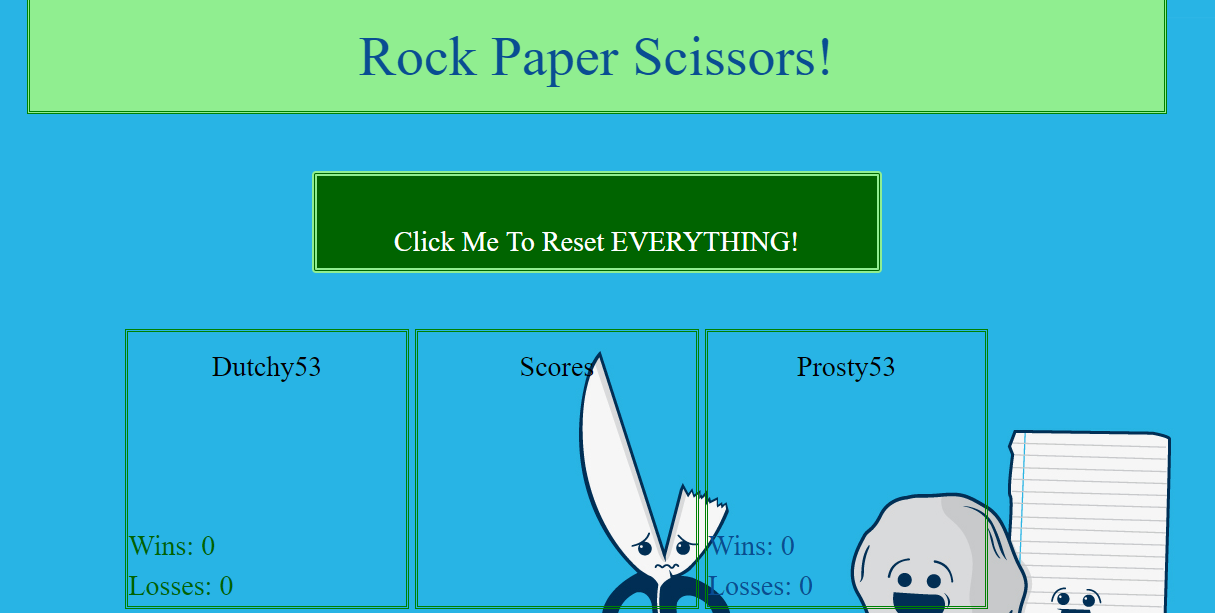 Rock Paper Scissors!
Click Me To Reset EVERYTHING!
Dutchy53
Wins: 0
Losses: 0
Scores
Prosty53
Wins: 0
Losses: 0